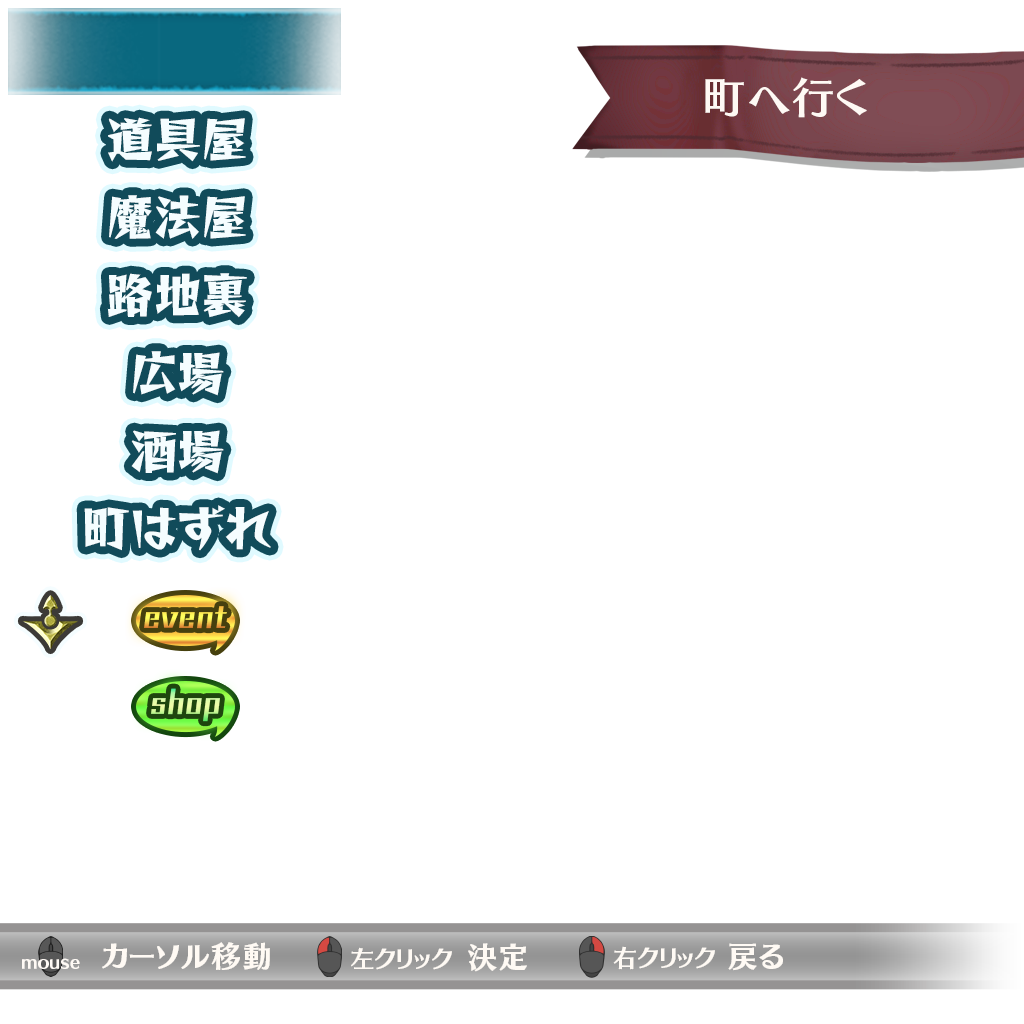 町へ行く
道具屋
魔法屋
路地裏
広場
酒場
町はずれ
event
shop
mouse カーソル移動 左クリック 決定 右クリック 戻る